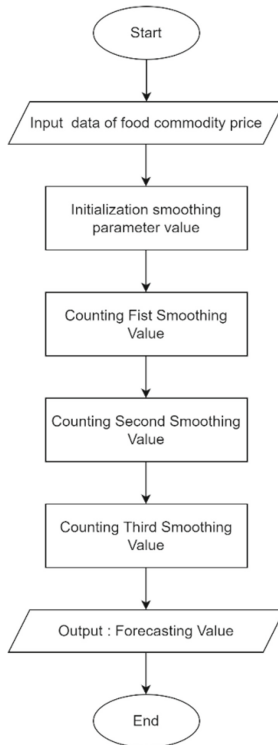 Start
Input data of food commodity price
Initialization smoothing
parameter value
Counting Fist Smoothing
Value
Counting Second Smoothing
Value
Counting Third Smoothing
Value
Output : Forecasting Value
End